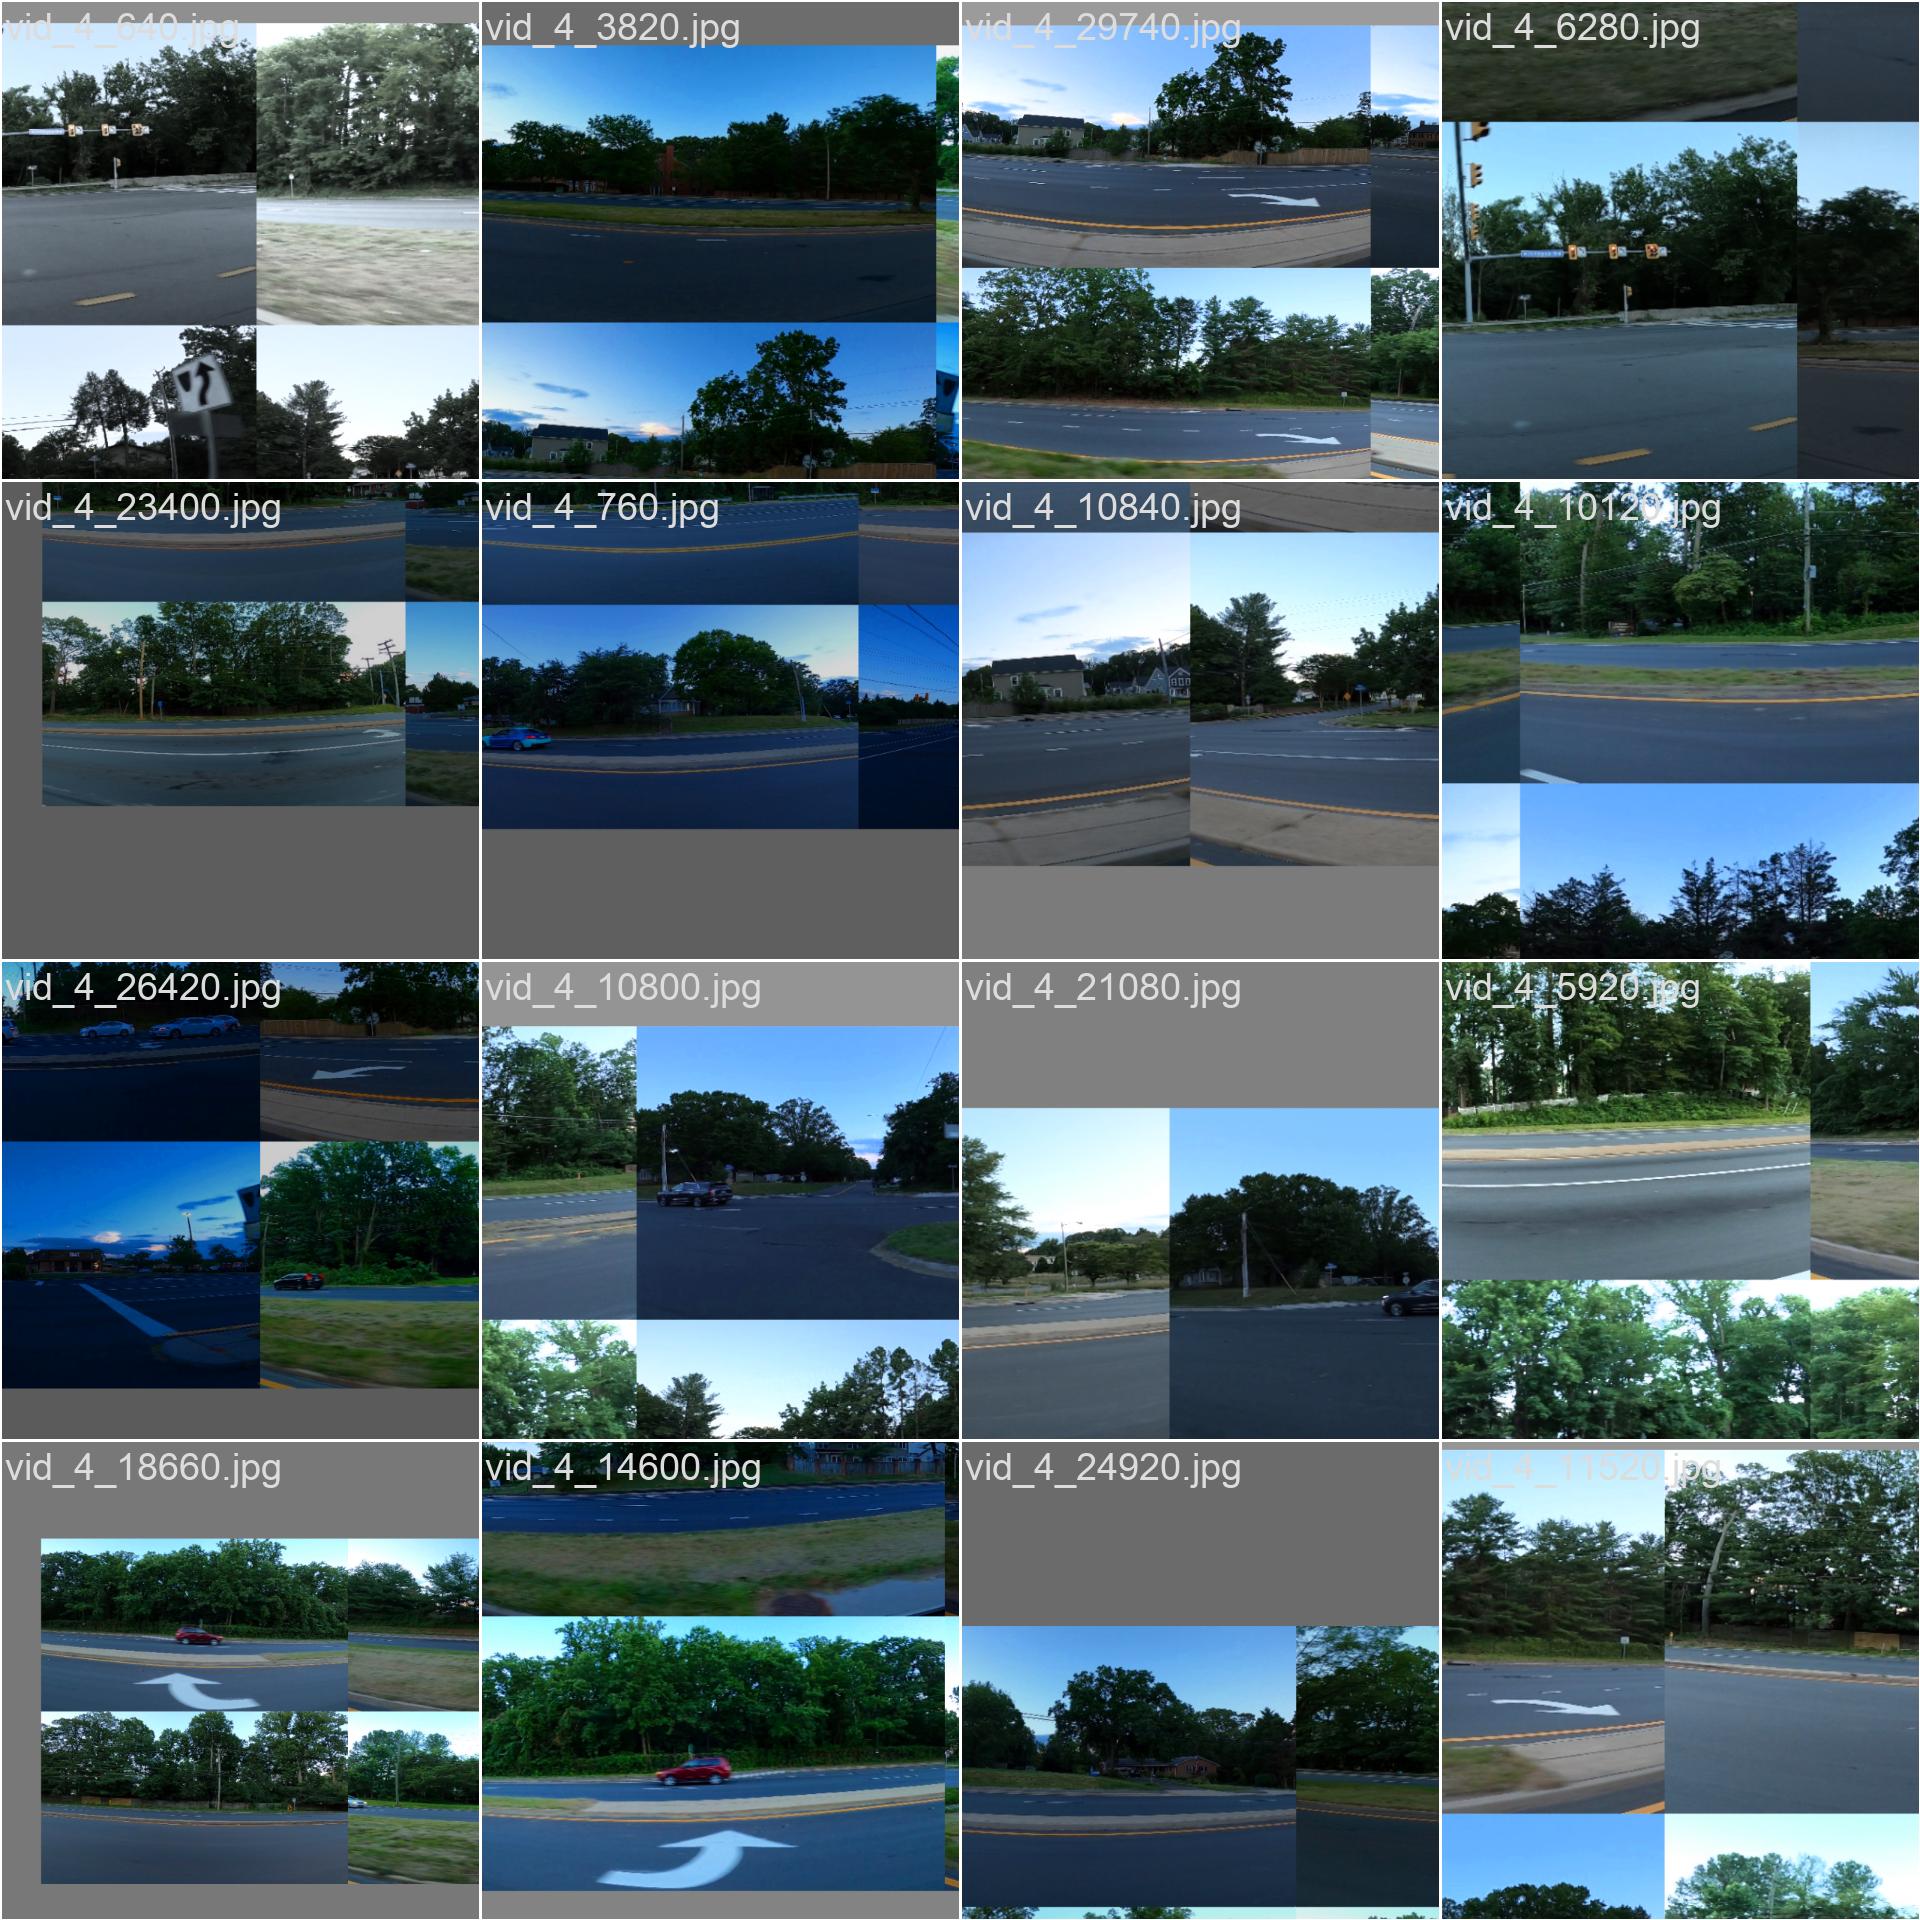 vid_4_640.jpg
vid_4_3820.jpg
vid_4_29740.jpg
vid_4_6280.jpg
vid_4_23400.jpg
vid_4_760.jpg
vid_4_10840.jpg
vid_4_10120.jpg
vid_4_26420.jpg
vid_4_10800.jpg
vid_4_21080.jpg
vid_4_5920.jpg
vid_4_18660.jpg
vid_4_14600.jpg
vid_4_24920.jpg
vid_4_11520.jpg